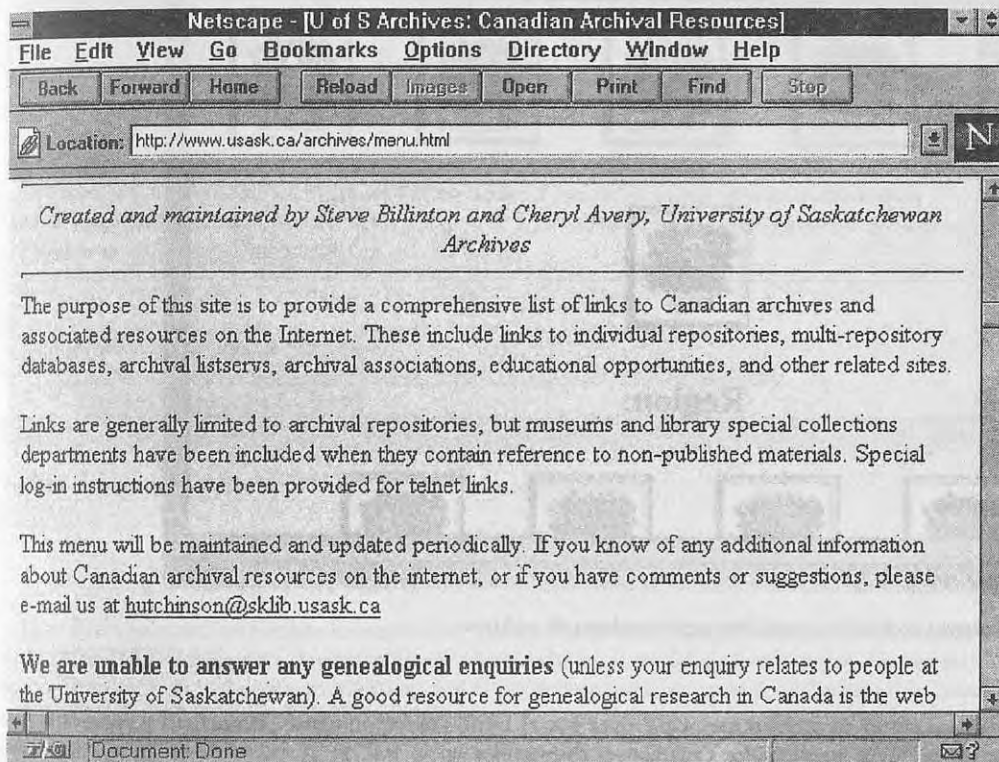 Netscape - [U of S Archives: Canadian Archival Resources]
File Edit View Go Bookmarks Options Directory Window Help
Back Forward Home Reload Images Open Print Find Stop
Location: http://www.usask.ca/archives/menu.html
N
Created and maintained by Steve Billinton and Cheryl Avery, University of Saskatchewan
Archives
The purpose of this site is to provide a comprehensive list of links to Canadian archives and
associated resources on the Internet. These include links to individual repositories, multi-repository
databases, archival listservs, archival associations, educational opportunities, and other related sites.
Region:
Links are generally limited to archival repositories, but museums and library special collections
departments have been included when they contain reference to non-published materials. Special
log-in instructions have been provided for telnet links.
This menu will be maintained and updated periodically. If you know of any additional information
about Canadian archival resources on the internet, or if you have comments or suggestions, please
e-mail us at hutchinson@sklib.usask.ca
We are unable to answer any genealogical enquiries (unless your enquiry relates to people at
the University of Saskatchewan). A good resource for genealogical research in Canada is the web
Document: Done
?